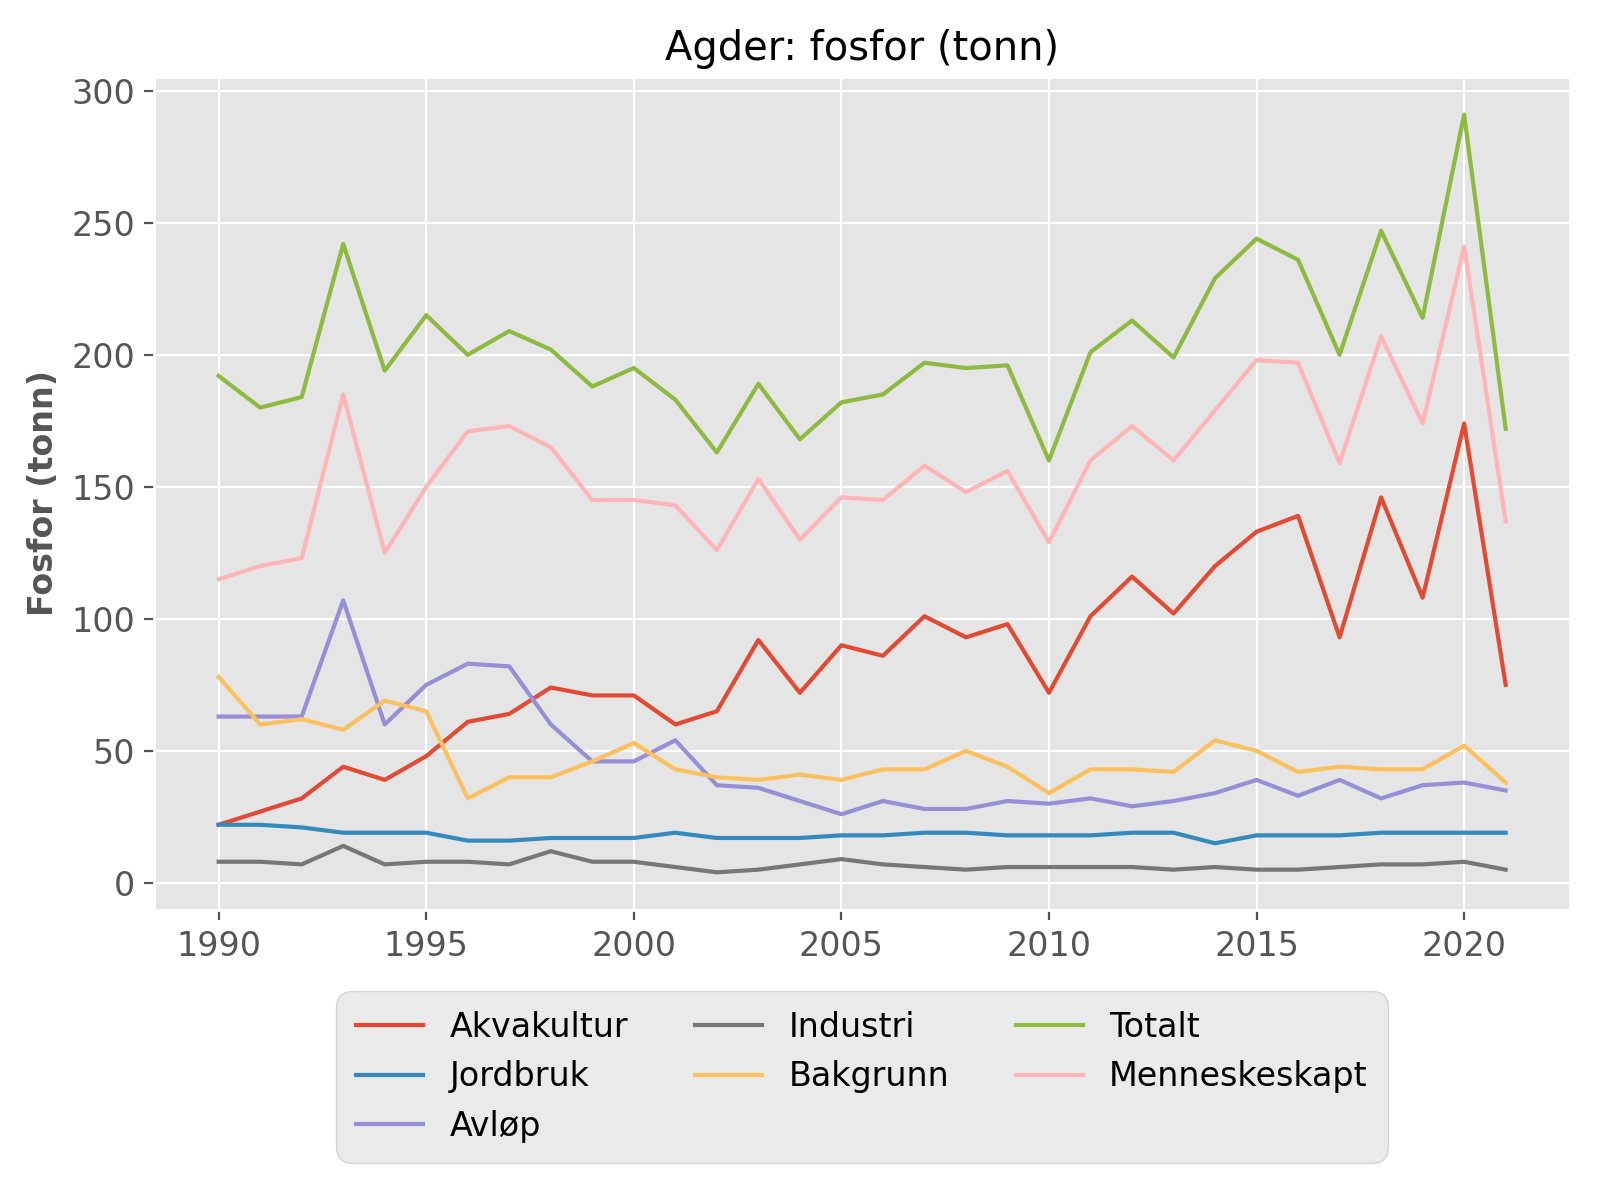 Agder: fosfor (tonn)
300
250
200
150
100
50
0
Fosfor (tonn)
1990 1995 2000 2005 2010 2015 2020
Akvakultur Industri Totalt
Jordbruk Bakgrunn Menneskeskapt
Avløp